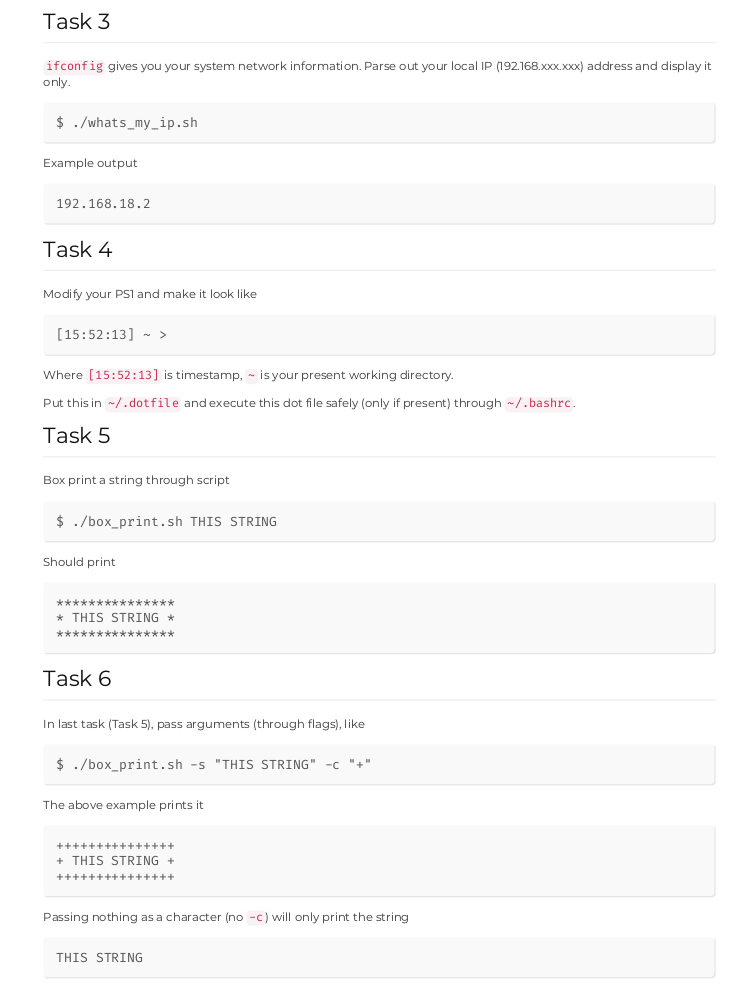 Task 3
ifconfig gives you your system network information. Parse out your local IP (192.168.xxx.xxx) address and display it
only.
$ ./whats_my_ip.sh
Example output
192.168.18.2
Task 4
Modify your PS1 and make it look like
[15:52:13] ~ >
Where [15:52:13] is timestamp, ~ is your present working directory.
Put this in ~/.dotfile and execute this dot file safely (only if present) through ~/.bashrc.
Task 5
Box print a string through script
$ ./box_print.sh THIS STRING
Should print
***************
* THIS STRING *
***************
Task 6
In last task (Task 5), pass arguments (through flags), like
$ ./box_print.sh -s "THIS STRING" -c "+"
The above example prints it
+++++++++++++++
+ THIS STRING +
+++++++++++++++
Passing nothing as a character (no -c) will only print the string
THIS STRING